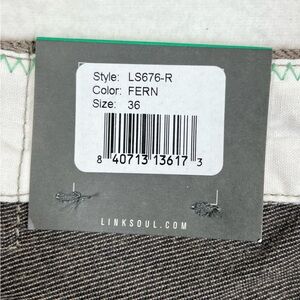 Style: LS676-R
Color: FERN
Size: 36
8 40713 13617 3
LINKSOUL.COM